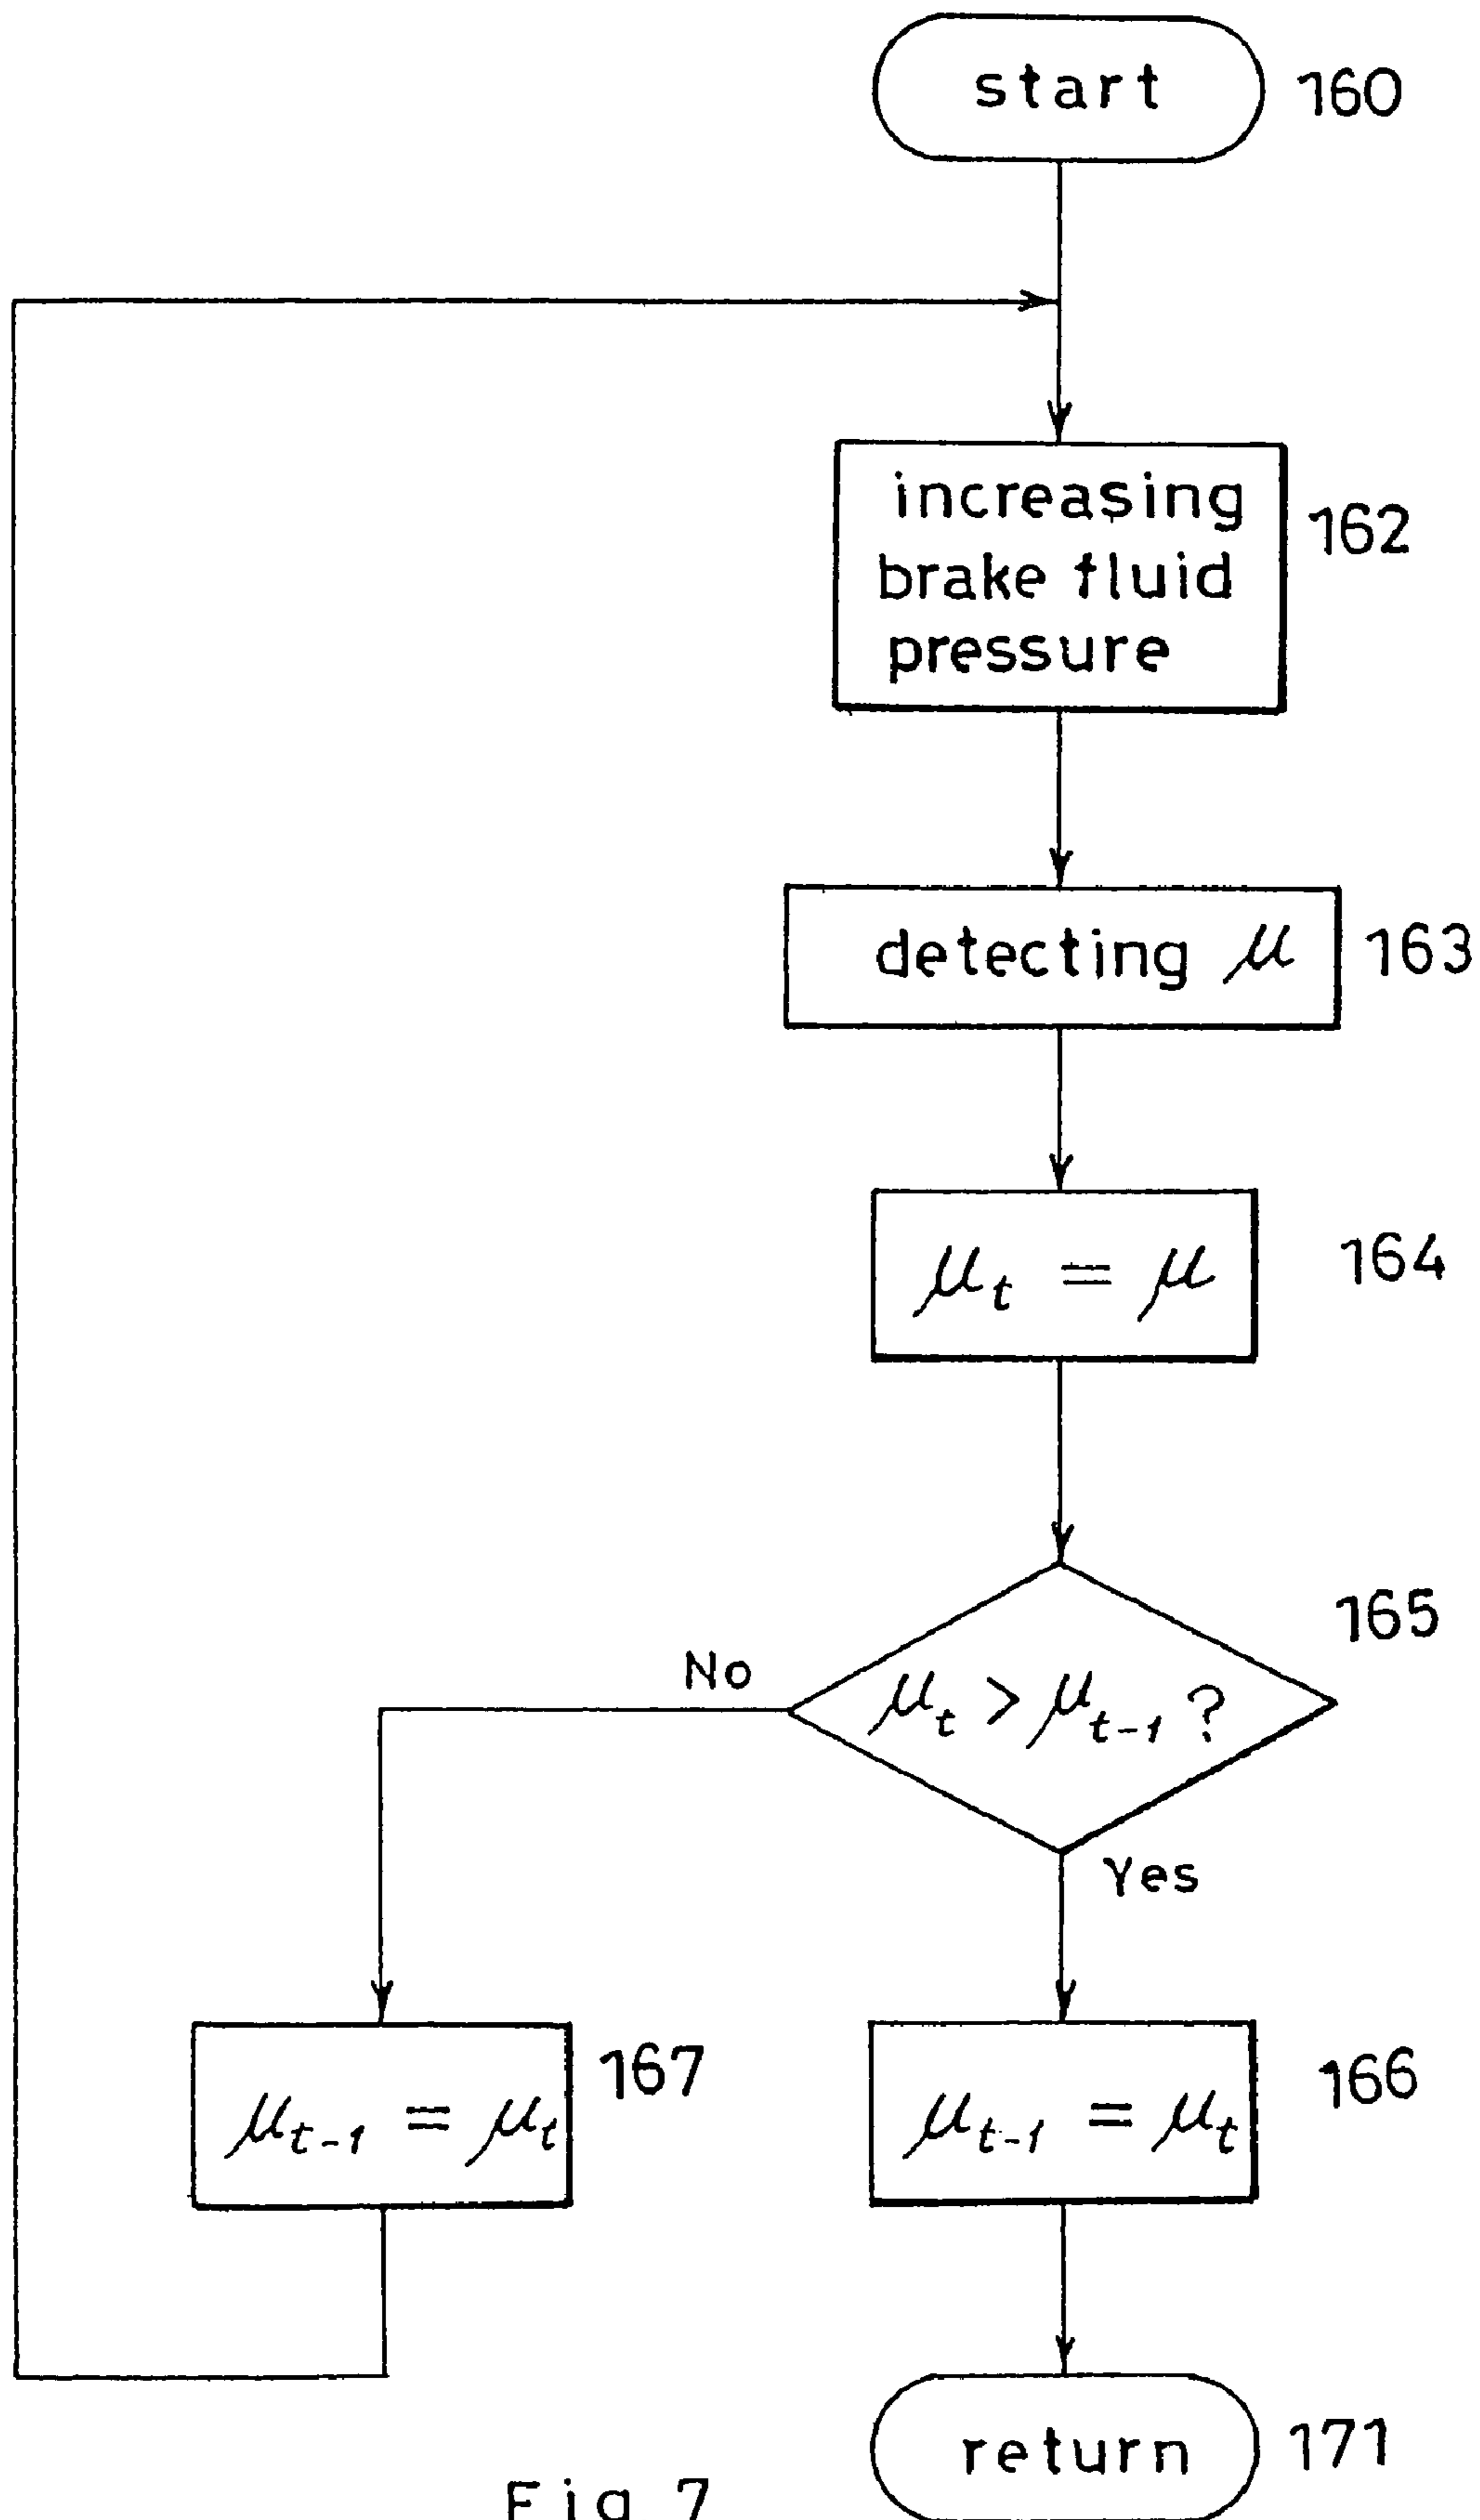 start
160
increasing
brake fluid
pressure
162
detecting μ
163
μt = μ
164
165
μt > μt-1 ?
No
Yes
μt-1 = μt
167
μt-1 = μt
166
return
171
Fig. 7